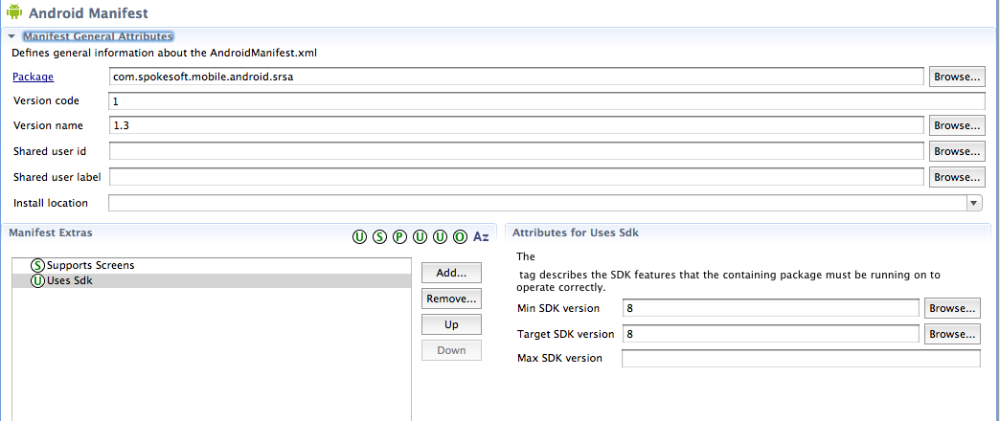 Android Manifest
Manifest General Attributes
Defines general information about the AndroidManifest.xml
Package com.spokesoft.mobile.android.srsa Browse...
Version code 1
Version name 1.3 Browse...
Shared user id Browse...
Shared user label Browse...
Install location
Manifest Extras U S P U U O Az
S Supports Screens
U Uses Sdk
Add...
Remove...
Up
Down
Attributes for Uses Sdk
The
tag describes the SDK features that the containing package must be running on to
operate correctly.
Min SDK version 8 Browse...
Target SDK version 8 Browse...
Max SDK version